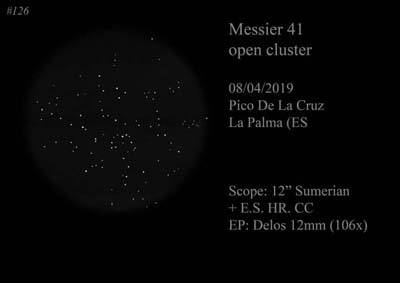 #126
Messier 41
open cluster
08/04/2019
Pico De La Cruz
La Palma (ES
Scope: 12” Sumerian
+ E.S. HR. CC
EP: Delos 12mm (106x)